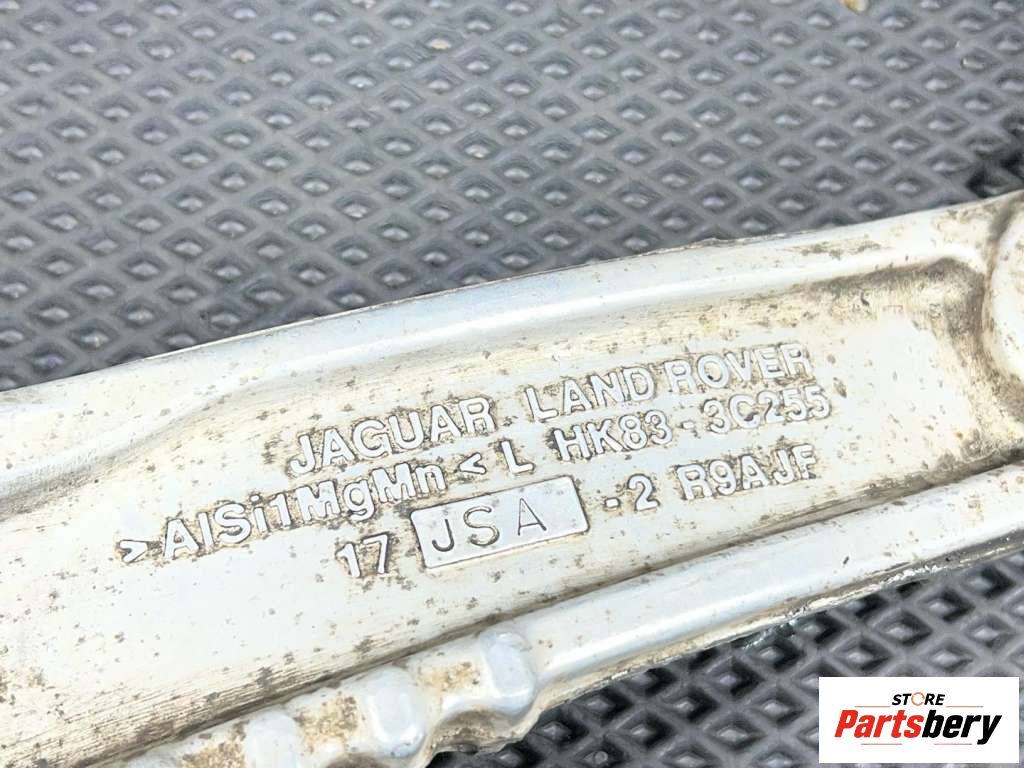 JAGUAR LAND ROVER
>AlSi1MgMn< L HK83-3C255
17 JSA -2 R9AJF
STORE
Partsbery